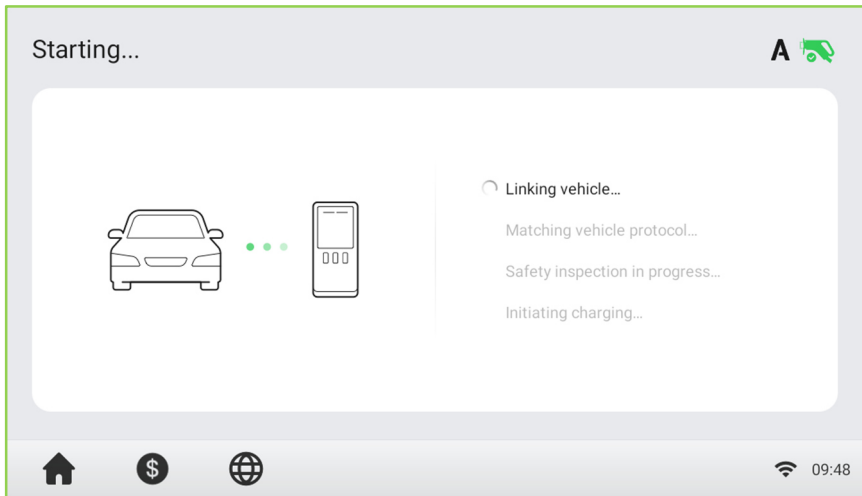 Starting...
A
Linking vehicle...
Matching vehicle protocol...
Safety inspection in progress...
Initiating charging...
$
09:48